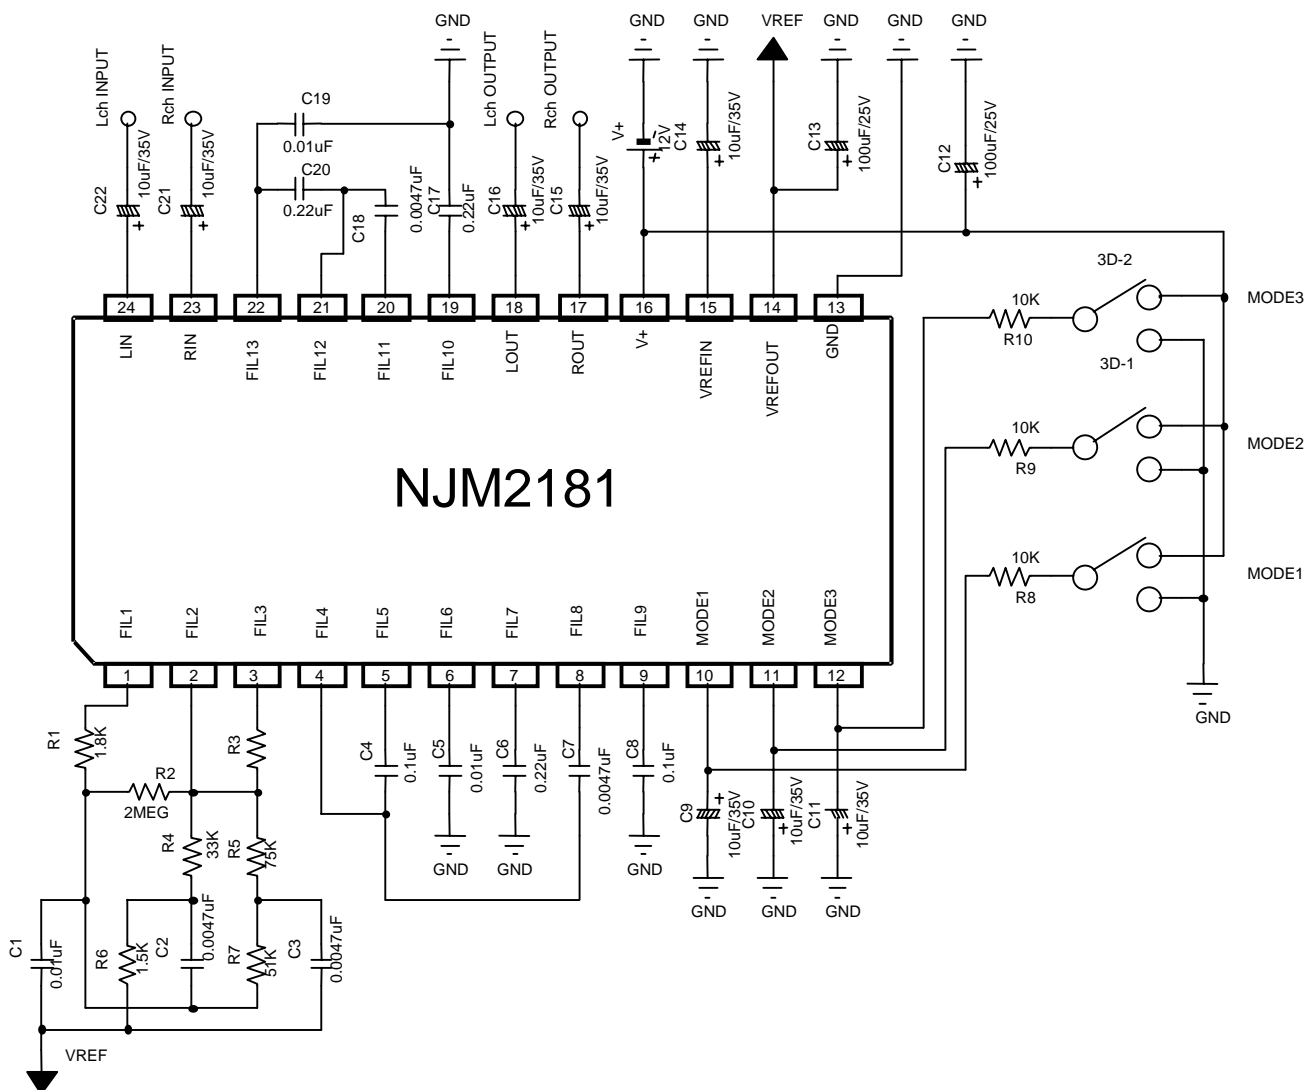 GND
GND
GND
VREF
GND
GND
GND
Lch INPUT
Rch INPUT
C19
0.01uF
C20
0.22uF
C22
10uF/35V
+
C21
10uF/35V
+
C18
0.0047uF
C17
0.22uF
Lch OUTPUT
Rch OUTPUT
C16
10uF/35V
+
C15
10uF/35V
+
V+
12V
-
+
C14
10uF/35V
+
C13
100uF/25V
+
C12
100uF/25V
+
24
23
22
21
20
19
18
17
16
15
14
13
LIN
RIN
FIL13
FIL12
FIL11
FIL10
LOUT
ROUT
V+
VREFIN
VREFOUT
GND
3D-2
10K
R10
MODE3
3D-1
10K
R9
MODE2
10K
R8
MODE1
GND
NJM2181
FIL1
FIL2
FIL3
FIL4
FIL5
FIL6
FIL7
FIL8
FIL9
MODE1
MODE2
MODE3
1
2
3
4
5
6
7
8
9
10
11
12
R1
1.8K
R3
R2
2MEG
R4
33K
R5
75K
C1
0.01uF
R6
1.5K
C2
0.0047uF
R7
51K
C3
0.0047uF
VREF
C4
0.1uF
C5
0.01uF
C6
0.22uF
C7
0.0047uF
C8
0.1uF
GND
GND
GND
C9
10uF/35V
+
C10
10uF/35V
+
C11
10uF/35V
+
GND
GND
GND